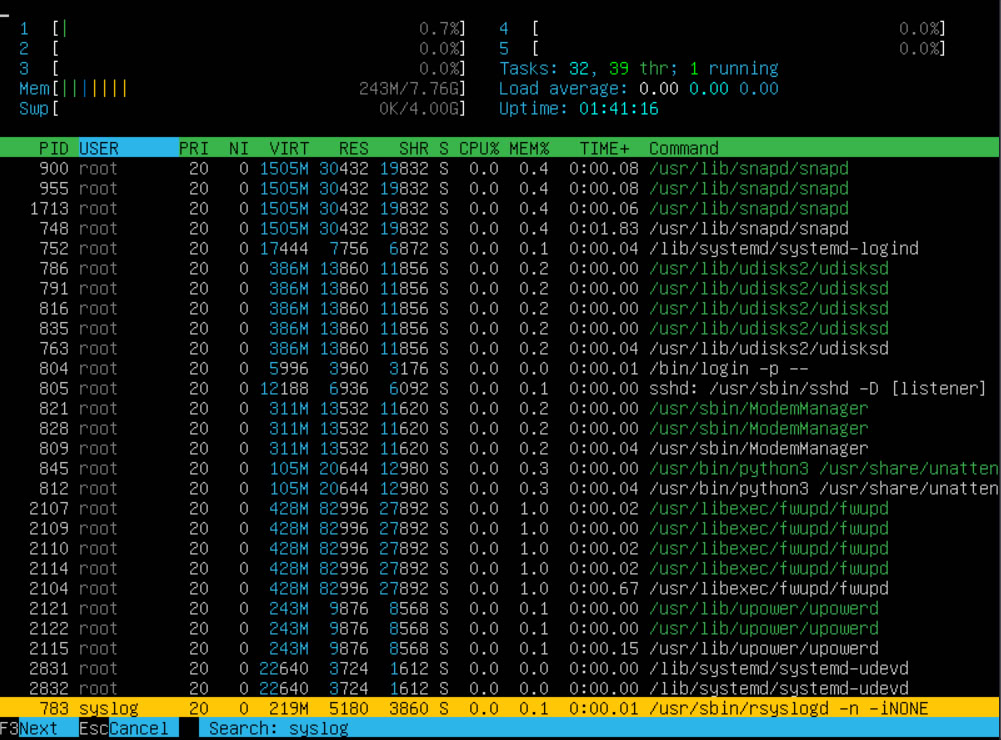 1 [| 0.7%] 4 [ 0.0%]
2 [ 0.0%] 5 [ 0.0%]
3 [ 0.0%] Tasks: 32, 39 thr; 1 running
Mem[||||||| 243M/7.76G] Load average: 0.00 0.00 0.00
Swp[ 0K/4.00G] Uptime: 01:41:16
PID USER PRI NI VIRT RES SHR S CPU% MEM% TIME+ Command
900 root 20 0 1505M 30432 19832 S 0.0 0.4 0:00.08 /usr/lib/snapd/snapd
955 root 20 0 1505M 30432 19832 S 0.0 0.4 0:00.08 /usr/lib/snapd/snapd
1713 root 20 0 1505M 30432 19832 S 0.0 0.4 0:00.06 /usr/lib/snapd/snapd
748 root 20 0 1505M 30432 19832 S 0.0 0.4 0:01.83 /usr/lib/snapd/snapd
752 root 20 0 17444 7756 6872 S 0.0 0.1 0:00.04 /lib/systemd/systemd-logind
786 root 20 0 386M 13860 11856 S 0.0 0.2 0:00.00 /usr/lib/udisks2/udisksd
791 root 20 0 386M 13860 11856 S 0.0 0.2 0:00.00 /usr/lib/udisks2/udisksd
816 root 20 0 386M 13860 11856 S 0.0 0.2 0:00.00 /usr/lib/udisks2/udisksd
835 root 20 0 386M 13860 11856 S 0.0 0.2 0:00.00 /usr/lib/udisks2/udisksd
763 root 20 0 386M 13860 11856 S 0.0 0.2 0:00.04 /usr/lib/udisks2/udisksd
804 root 20 0 5996 3960 3176 S 0.0 0.0 0:00.01 /bin/login -p --
805 root 20 0 12188 6936 6092 S 0.0 0.1 0:00.00 sshd: /usr/sbin/sshd -D [listener]
821 root 20 0 311M 13532 11620 S 0.0 0.2 0:00.00 /usr/sbin/ModemManager
828 root 20 0 311M 13532 11620 S 0.0 0.2 0:00.00 /usr/sbin/ModemManager
809 root 20 0 311M 13532 11620 S 0.0 0.2 0:00.04 /usr/sbin/ModemManager
845 root 20 0 105M 20644 12980 S 0.0 0.3 0:00.00 /usr/bin/python3 /usr/share/unatten
812 root 20 0 105M 20644 12980 S 0.0 0.3 0:00.04 /usr/bin/python3 /usr/share/unatten
2107 root 20 0 428M 82996 27892 S 0.0 1.0 0:00.02 /usr/libexec/fwupd/fwupd
2109 root 20 0 428M 82996 27892 S 0.0 1.0 0:00.00 /usr/libexec/fwupd/fwupd
2110 root 20 0 428M 82996 27892 S 0.0 1.0 0:00.02 /usr/libexec/fwupd/fwupd
2114 root 20 0 428M 82996 27892 S 0.0 1.0 0:00.02 /usr/libexec/fwupd/fwupd
2104 root 20 0 428M 82996 27892 S 0.0 1.0 0:00.67 /usr/libexec/fwupd/fwupd
2121 root 20 0 243M 9876 8568 S 0.0 0.1 0:00.00 /usr/lib/upower/upowerd
2122 root 20 0 243M 9876 8568 S 0.0 0.1 0:00.00 /usr/lib/upower/upowerd
2115 root 20 0 243M 9876 8568 S 0.0 0.1 0:00.15 /usr/lib/upower/upowerd
2831 root 20 0 22640 3724 1612 S 0.0 0.0 0:00.00 /lib/systemd/systemd-udevd
2832 root 20 0 22640 3724 1612 S 0.0 0.0 0:00.00 /lib/systemd/systemd-udevd
783 syslog 20 0 219M 5180 3860 S 0.0 0.1 0:00.01 /usr/sbin/rsyslogd -n -iNONE
F3Next EscCancel Search: syslog